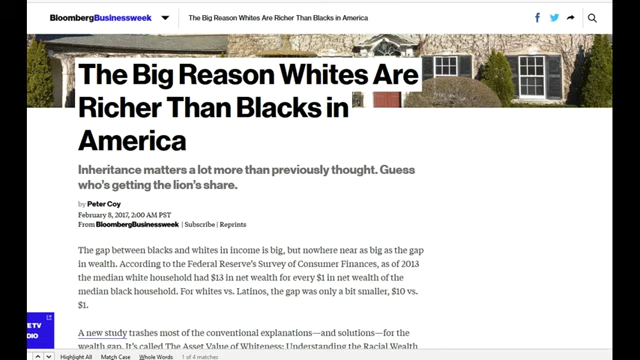 BloombergBusinessweek The Big Reason Whites Are Richer Than Blacks in America
The Big Reason Whites Are
Richer Than Blacks in
America
Inheritance matters a lot more than previously thought. Guess
who's getting the lion's share.
by Peter Coy
February 8, 2017, 2:00 AM PST
From BloombergBusinessweek | Subscribe | Reprints
The gap between blacks and whites in income is big, but nowhere near as big as the gap
in wealth. According to the Federal Reserve's Survey of Consumer Finances, as of 2013
the median white household had $13 in net wealth for every $1 in net wealth of the
median black household. For whites vs. Latinos, the gap was only a bit smaller, $10 vs.
$1.
A new study trashes most of the conventional explanations—and solutions—for the
wealth gap. It's called The Asset Value of Whiteness: Understanding the Racial Wealth
E TV
DIO
Highlight All Match Case Whole Words 1 of 4 matches